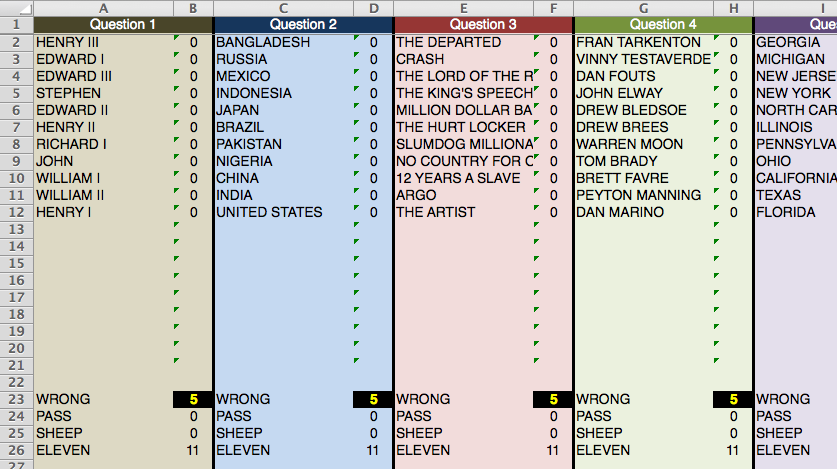 A B C D E F G H I
1 Question 1 Question 2 Question 3 Question 4 Que
2 HENRY III 0 BANGLADESH 0 THE DEPARTED 0 FRAN TARKENTON 0 GEORGIA
3 EDWARD I 0 RUSSIA 0 CRASH 0 VINNY TESTAVERDE 0 MICHIGAN
4 EDWARD III 0 MEXICO 0 THE LORD OF THE R 0 DAN FOUTS 0 NEW JERSE
5 STEPHEN 0 INDONESIA 0 THE KING'S SPEECH 0 JOHN ELWAY 0 NEW YORK
6 EDWARD II 0 JAPAN 0 MILLION DOLLAR BA 0 DREW BLEDSOE 0 NORTH CAR
7 HENRY II 0 BRAZIL 0 THE HURT LOCKER 0 DREW BREES 0 ILLINOIS
8 RICHARD I 0 PAKISTAN 0 SLUMDOG MILLIONA 0 WARREN MOON 0 PENNSYLVA
9 JOHN 0 NIGERIA 0 NO COUNTRY FOR O 0 TOM BRADY 0 OHIO
10 WILLIAM I 0 CHINA 0 12 YEARS A SLAVE 0 BRETT FAVRE 0 CALIFORNIA
11 WILLIAM II 0 INDIA 0 ARGO 0 PEYTON MANNING 0 TEXAS
12 HENRY I 0 UNITED STATES 0 THE ARTIST 0 DAN MARINO 0 FLORIDA
13
14
15
16
17
18
19
20
21
22
23 WRONG 5 WRONG 5 WRONG 5 WRONG 5 WRONG
24 PASS 0 PASS 0 PASS 0 PASS 0 PASS
25 SHEEP 0 SHEEP 0 SHEEP 0 SHEEP 0 SHEEP
26 ELEVEN 11 ELEVEN 11 ELEVEN 11 ELEVEN 11 ELEVEN
27